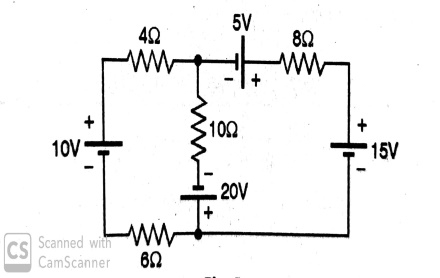 5V
4Ω
8Ω
- +
+
10V
-
10Ω
-
20V
+
+
15V
-
6Ω
CS Scanned with
CamScanner